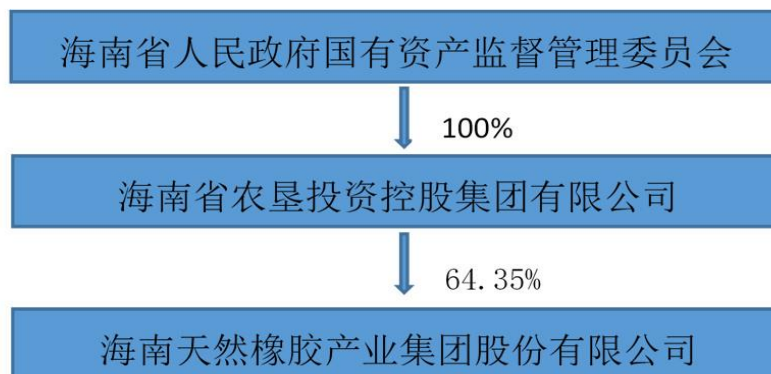 海南省人民政府国有资产监督管理委员会
100%
海南省农垦投资控股集团有限公司
64.35%
海南天然橡胶产业集团股份有限公司